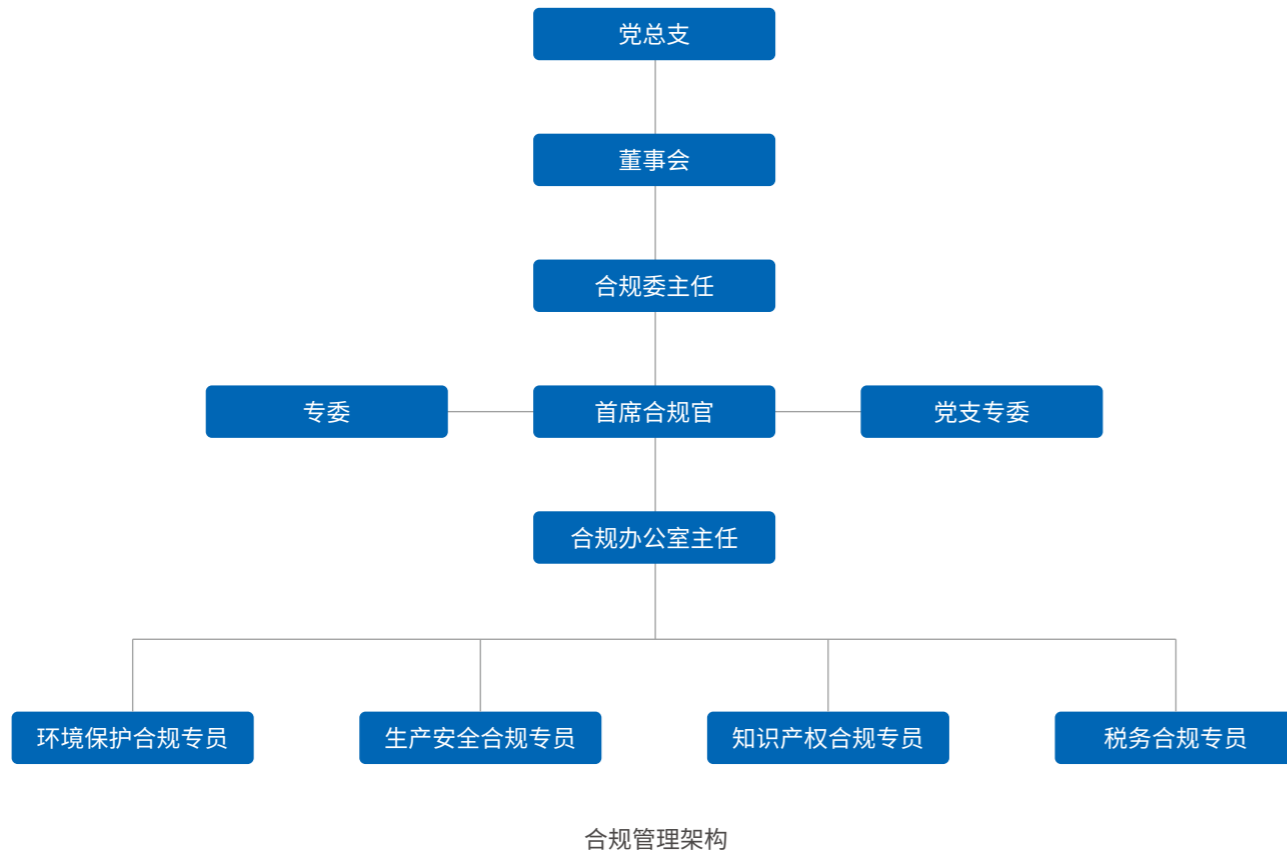 党总支
董事会
合规委主任
专委
首席合规官
党支专委
合规办公室主任
环境保护合规专员
生产安全合规专员
知识产权合规专员
税务合规专员
合规管理架构